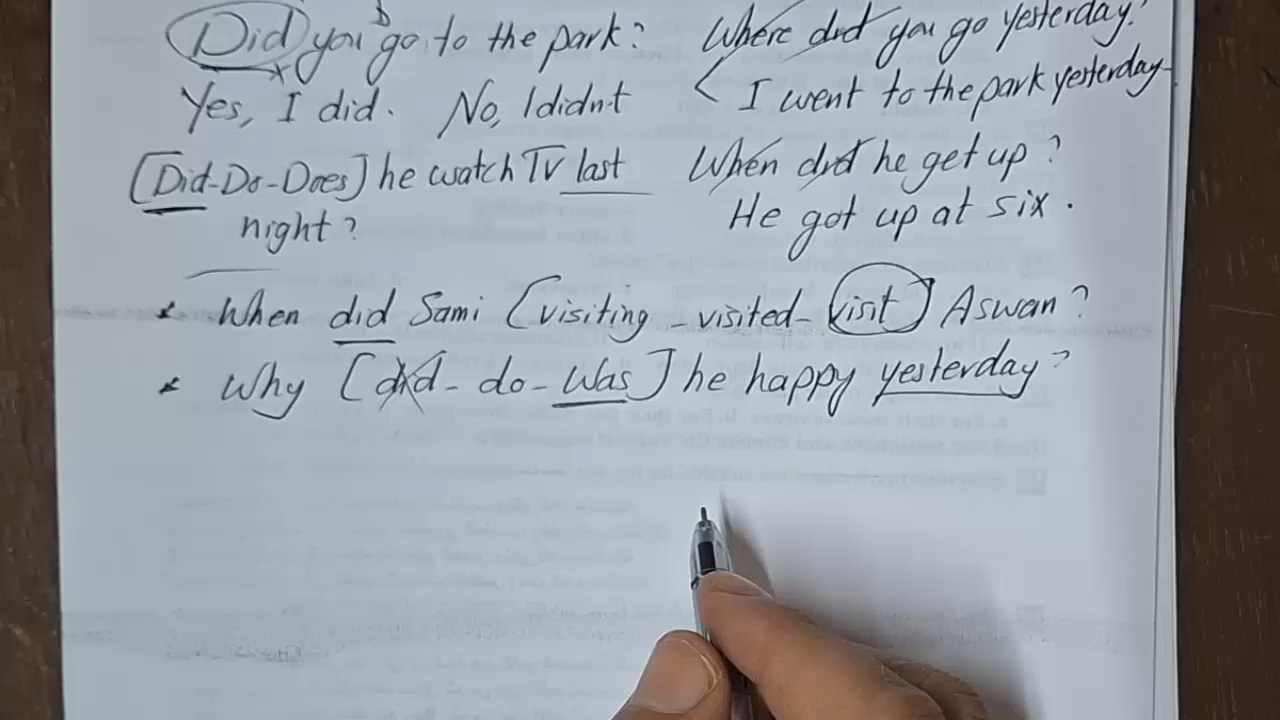 Did you go to the park?
Yes, I did. No, I didn't
[Did-Do-Does] he watch TV last
night?
Where did you go yesterday?
I went to the park yesterday
When did he get up?
He got up at six.
* When did Sami [visiting - visited - visit] Aswan?
* Why [did - do - was] he happy yesterday?